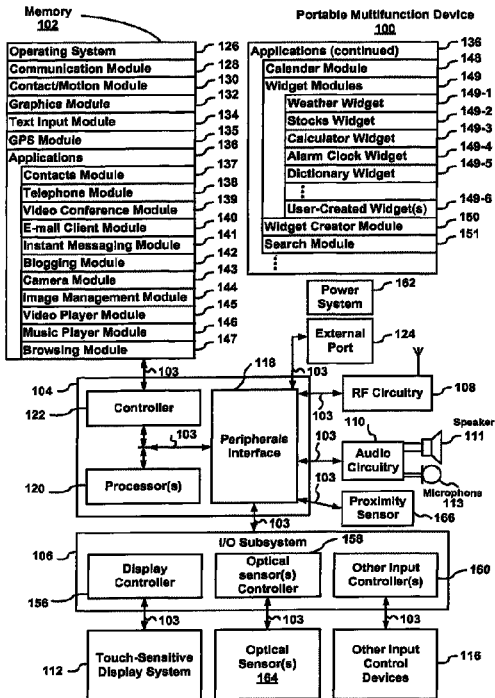 Memory
102
Portable Multifunction Device
100
Operating System 126
Communication Module 128
Contact/Motion Module 130
Graphics Module 132
Text Input Module 134
GPS Module 135
Applications 136
Contacts Module 137
Telephone Module 138
Video Conference Module 139
E-mail Client Module 140
Instant Messaging Module 141
Blogging Module 142
Camera Module 143
Image Management Module 144
Video Player Module 145
Music Player Module 146
Browsing Module 147
Applications (continued) 136
Calendar Module 148
Widget Modules 149
Weather Widget 149-1
Stocks Widget 149-2
Calculator Widget 149-3
Alarm Clock Widget 149-4
Dictionary Widget 149-5
User-Created Widget(s) 149-6
Widget Creator Module 150
Search Module 151
Power System 162
External Port 124
103
103
104
118
122
Controller
103
Peripherals Interface
120
Processor(s)
103
RF Circuitry 108
103
110
Audio Circuitry
Speaker
111
Microphone
113
103
Proximity Sensor
166
103
106
I/O Subsystem
158
Display Controller
156
Optical sensor(s) Controller
Other Input Controller(s)
160
103
103
103
112
Touch-Sensitive Display System
Optical Sensor(s)
164
Other Input Control Devices
116